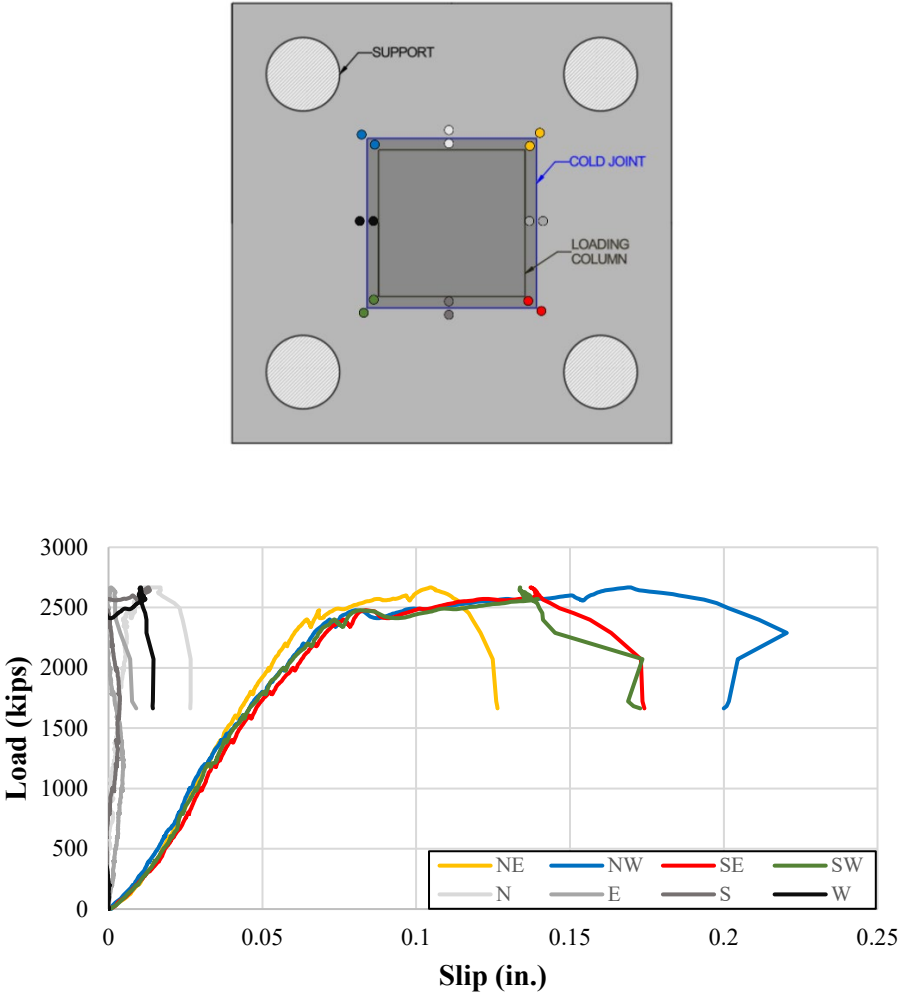 SUPPORT
COLD JOINT
LOADING
COLUMN
3000
2500
2000
1500
1000
500
0
Load (kips)
NE NW SE SW
N E S W
0 0.05 0.1 0.15 0.2 0.25
Slip (in.)